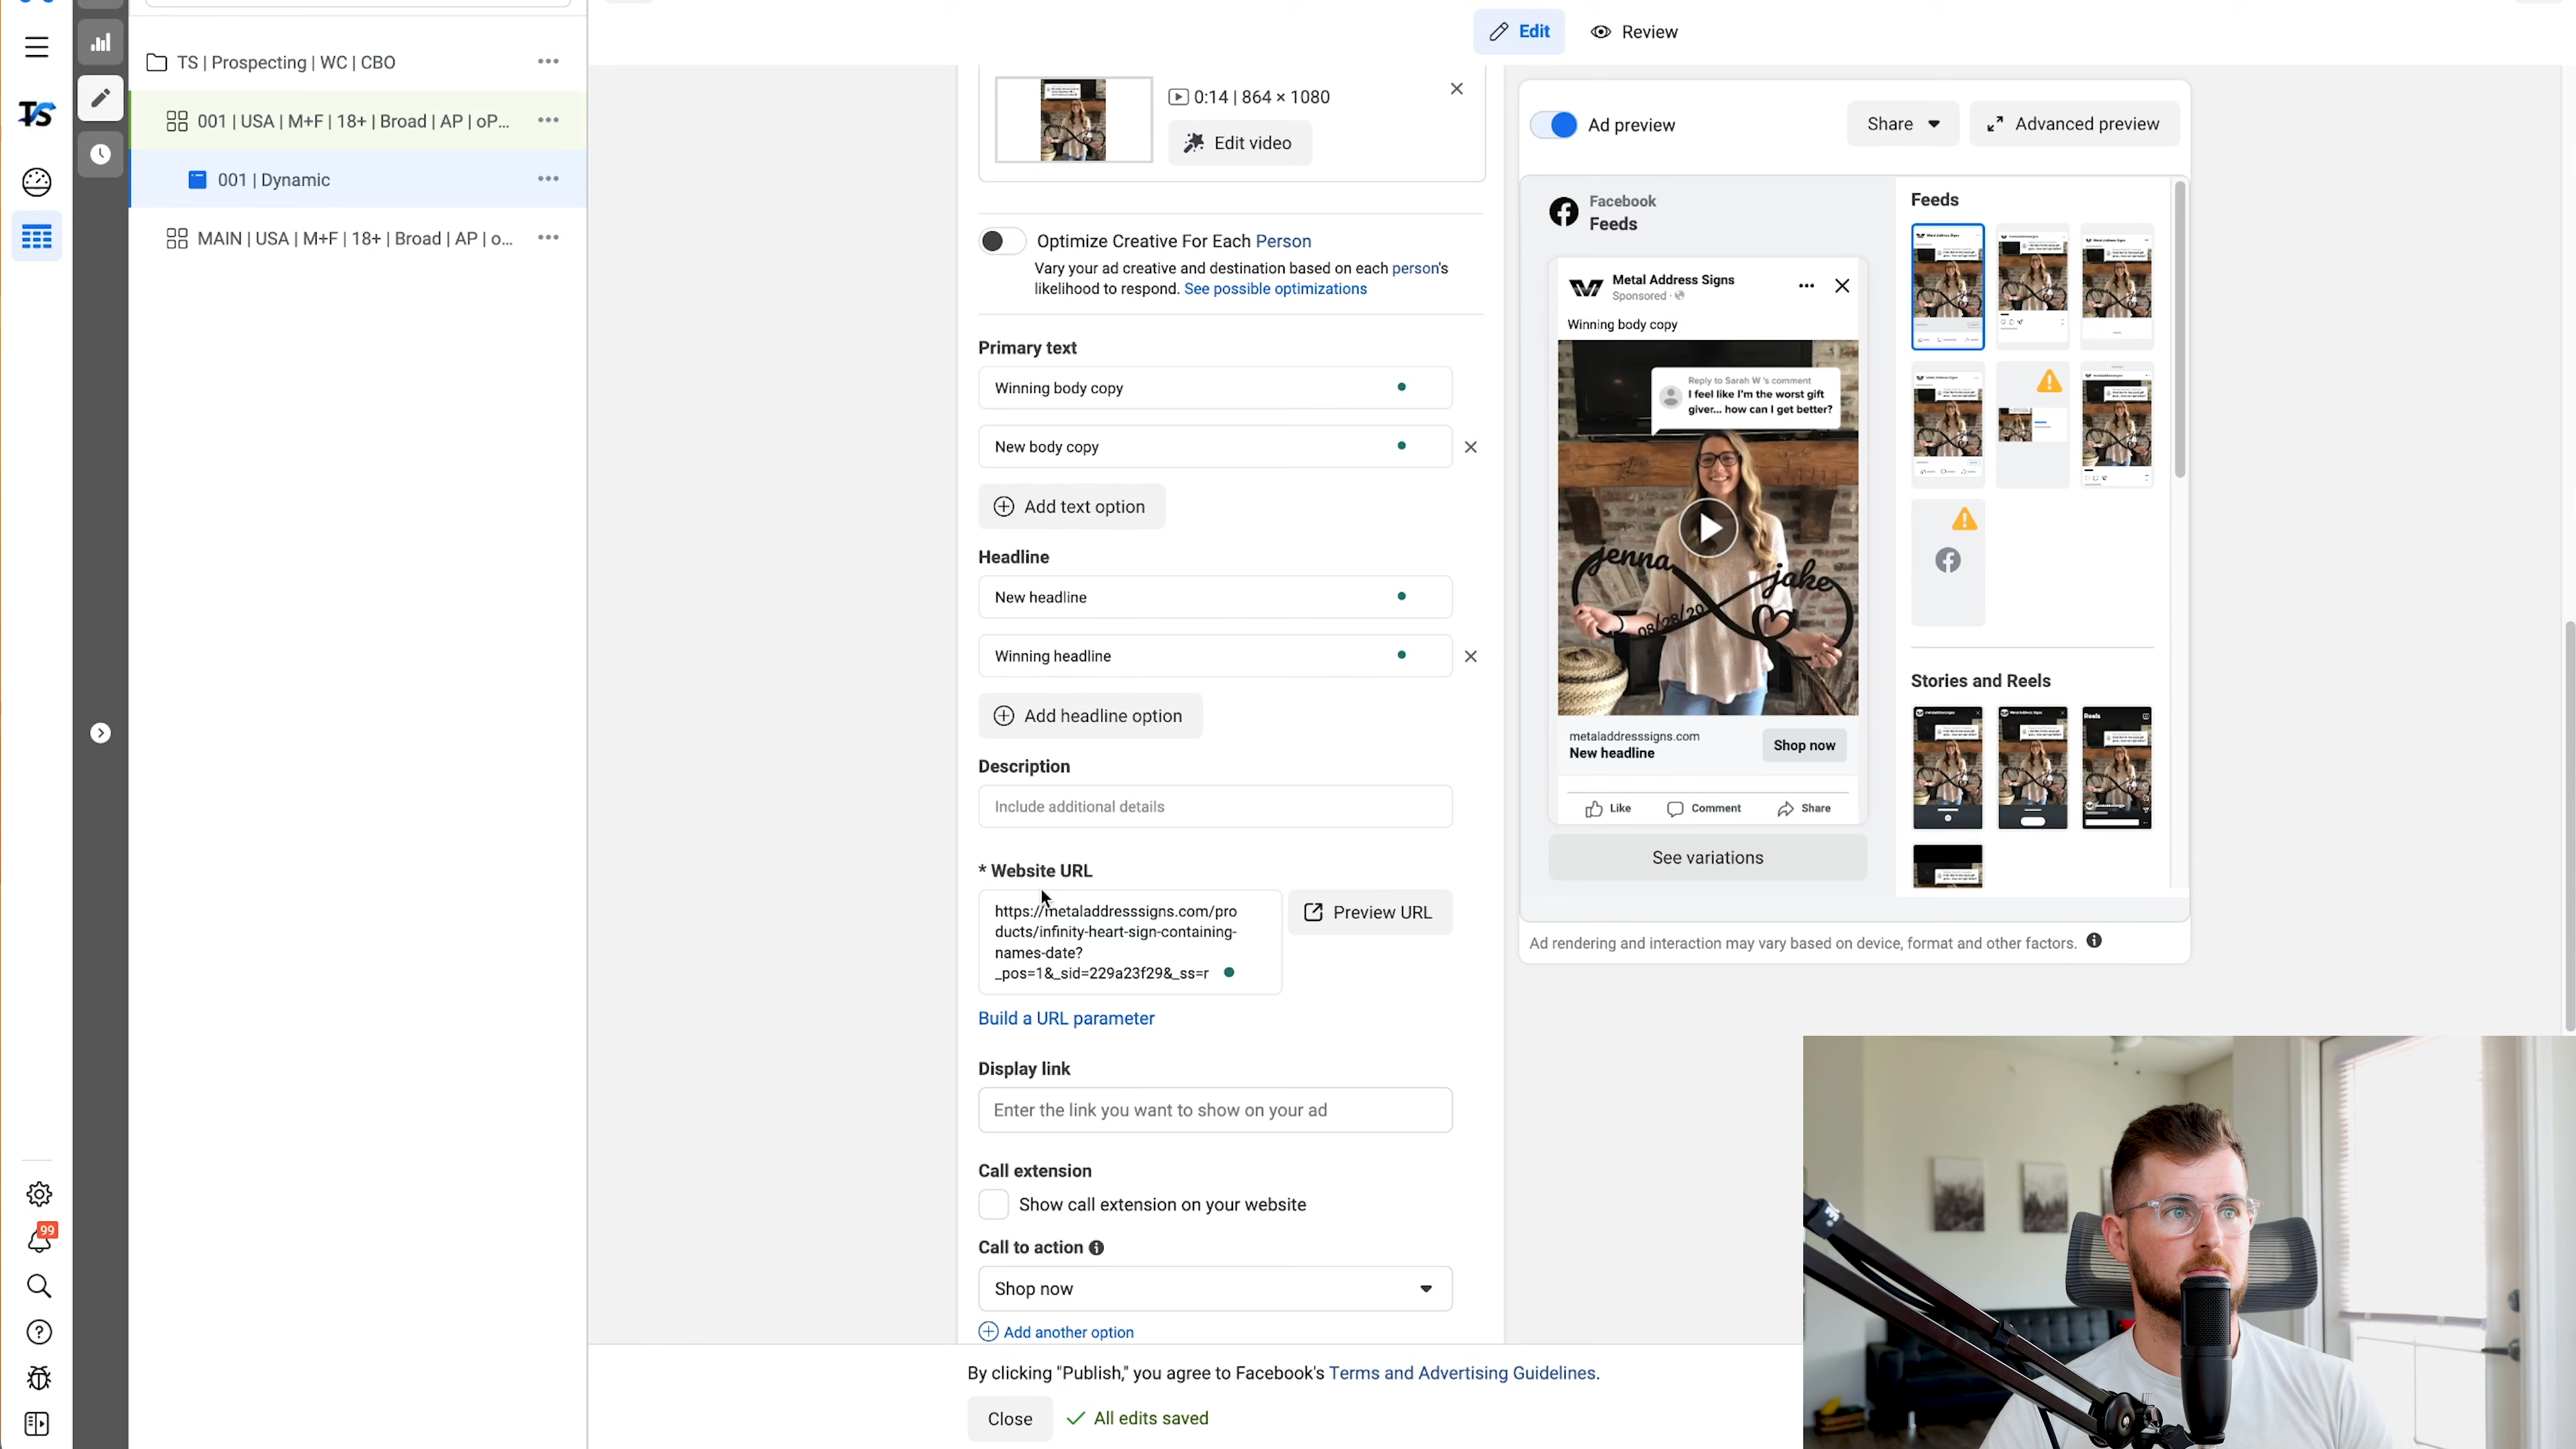 Edit
Review
TS | Prospecting | WC | CBO
TS
001 | USA | M+F | 18+ | Broad | AP | oP...
001 | Dynamic
MAIN | USA | M+F | 18+ | Broad | AP | o...
0:14 | 864 × 1080
Edit video
Optimize Creative For Each Person
Vary your ad creative and destination based on each person's
likelihood to respond. See possible optimizations
Primary text
Winning body copy
New body copy
Add text option
Headline
New headline
Winning headline
Add headline option
Description
Include additional details
* Website URL
https://metaladdresssigns.com/pro
ducts/infinity-heart-sign-containing-
names-date?
_pos=1&_sid=229a23f29&_ss=r
Preview URL
Build a URL parameter
Display link
Enter the link you want to show on your ad
Call extension
Show call extension on your website
Call to action
Shop now
Add another option
By clicking "Publish," you agree to Facebook's Terms and Advertising Guidelines.
Close
All edits saved
99
Ad preview
Share
Advanced preview
Facebook
Feeds
Metal Address Signs
Sponsored ·
Winning body copy
Reply to Sarah W 's comment
I feel like I'm the worst gift
giver... how can I get better?
jenna
jake
08/28/20
metaladdresssigns.com
New headline
Shop now
Like
Comment
Share
See variations
Feeds
Stories and Reels
Reels
Ad rendering and interaction may vary based on device, format and other factors.